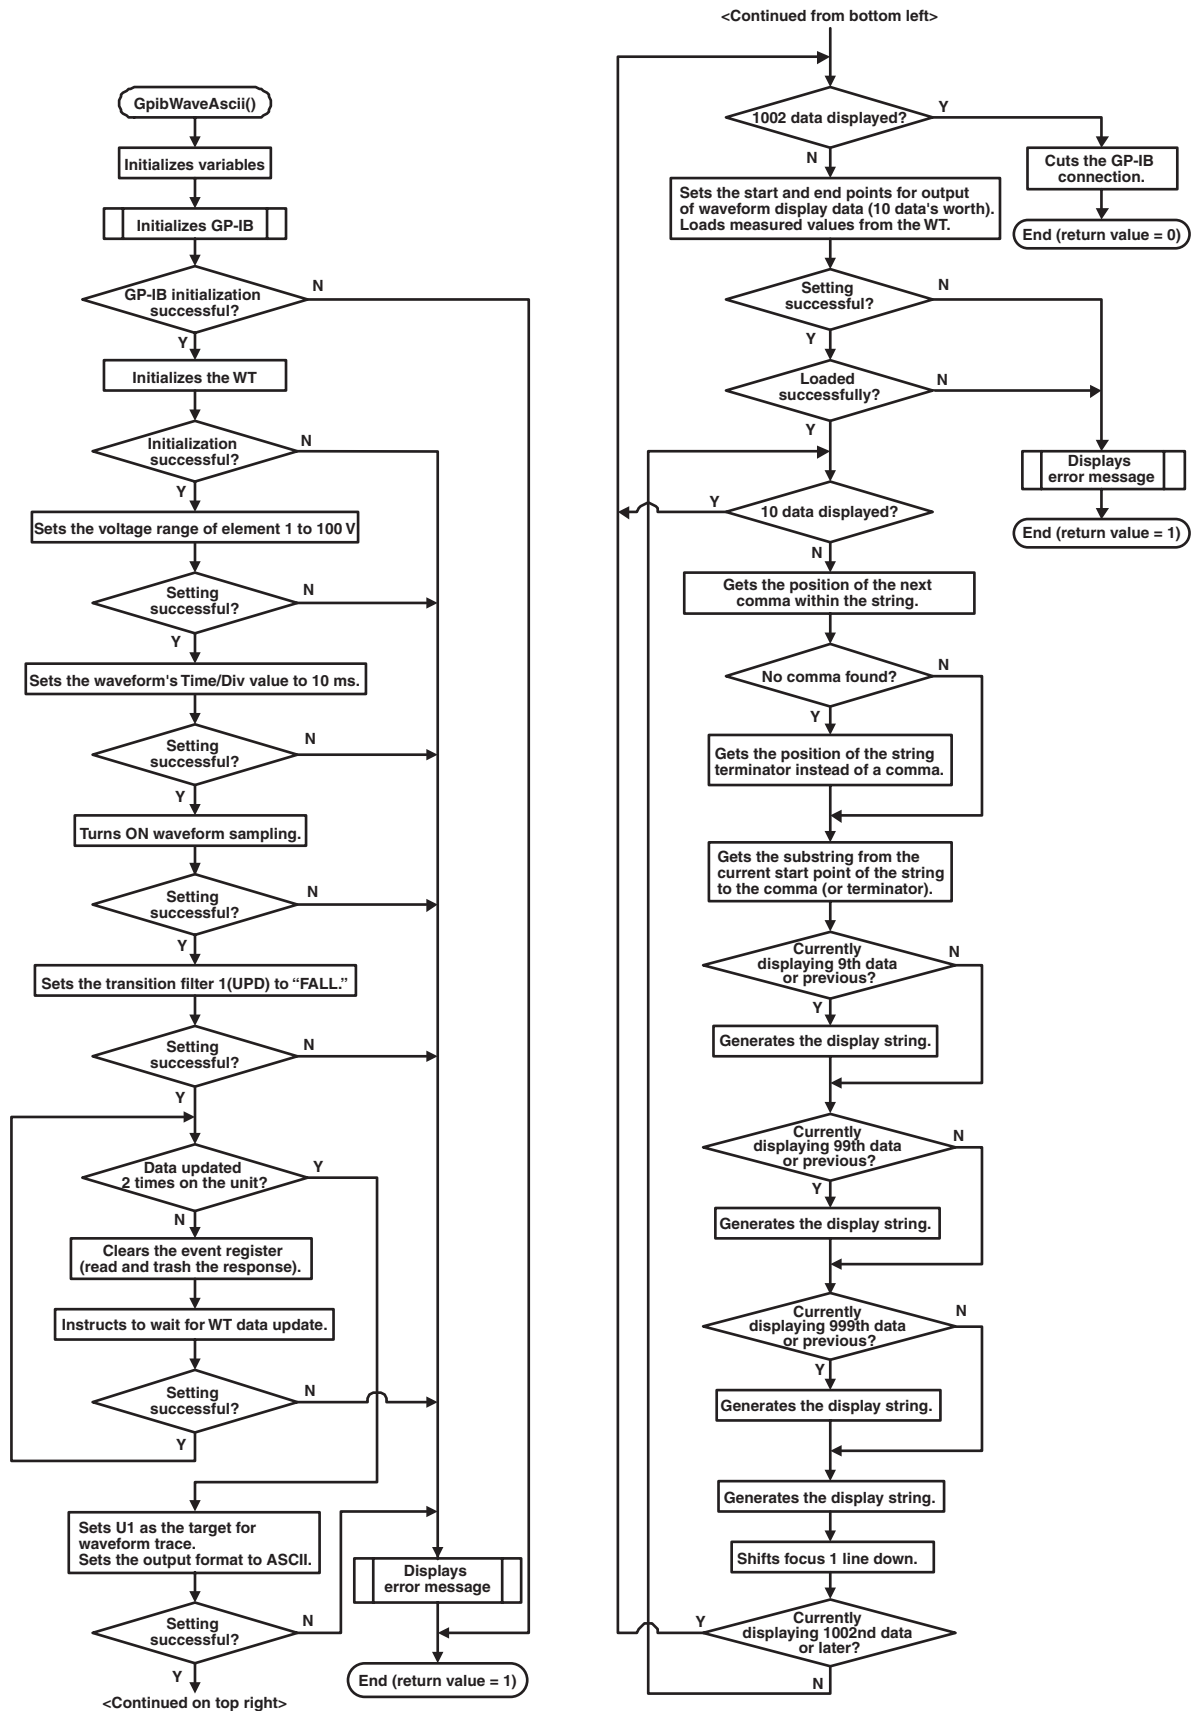 GpibWaveAscii()
Initializes variables
Initializes GP-IB
GP-IB initialization
successful?
N
Y
Initializes the WT
Initialization
successful?
N
Y
Sets the voltage range of element 1 to 100 V
Setting
successful?
N
Y
Sets the waveform's Time/Div value to 10 ms.
Setting
successful?
N
Y
Turns ON waveform sampling.
Setting
successful?
N
Y
Sets the transition filter 1(UPD) to “FALL.”
Setting
successful?
N
Y
Data updated
2 times on the unit?
Y
N
Clears the event register
(read and trash the response).
Instructs to wait for WT data update.
Setting
successful?
N
Y
Sets U1 as the target for
waveform trace.
Sets the output format to ASCII.
Setting
successful?
N
Y
<Continued on top right>
Displays
error message
End (return value = 1)
<Continued from bottom left>
1002 data displayed?
Y
N
Cuts the GP-IB
connection.
End (return value = 0)
Sets the start and end points for output
of waveform display data (10 data's worth).
Loads measured values from the WT.
Setting
successful?
N
Y
Loaded
successfully?
N
Y
Displays
error message
End (return value = 1)
10 data displayed?
Y
N
Gets the position of the next
comma within the string.
No comma found?
N
Y
Gets the position of the string
terminator instead of a comma.
Gets the substring from the
current start point of the string
to the comma (or terminator).
Currently
displaying 9th data
or previous?
N
Y
Generates the display string.
Currently
displaying 99th data
or previous?
N
Y
Generates the display string.
Currently
displaying 999th data
or previous?
N
Y
Generates the display string.
Generates the display string.
Shifts focus 1 line down.
Currently
displaying 1002nd data
or later?
Y
N